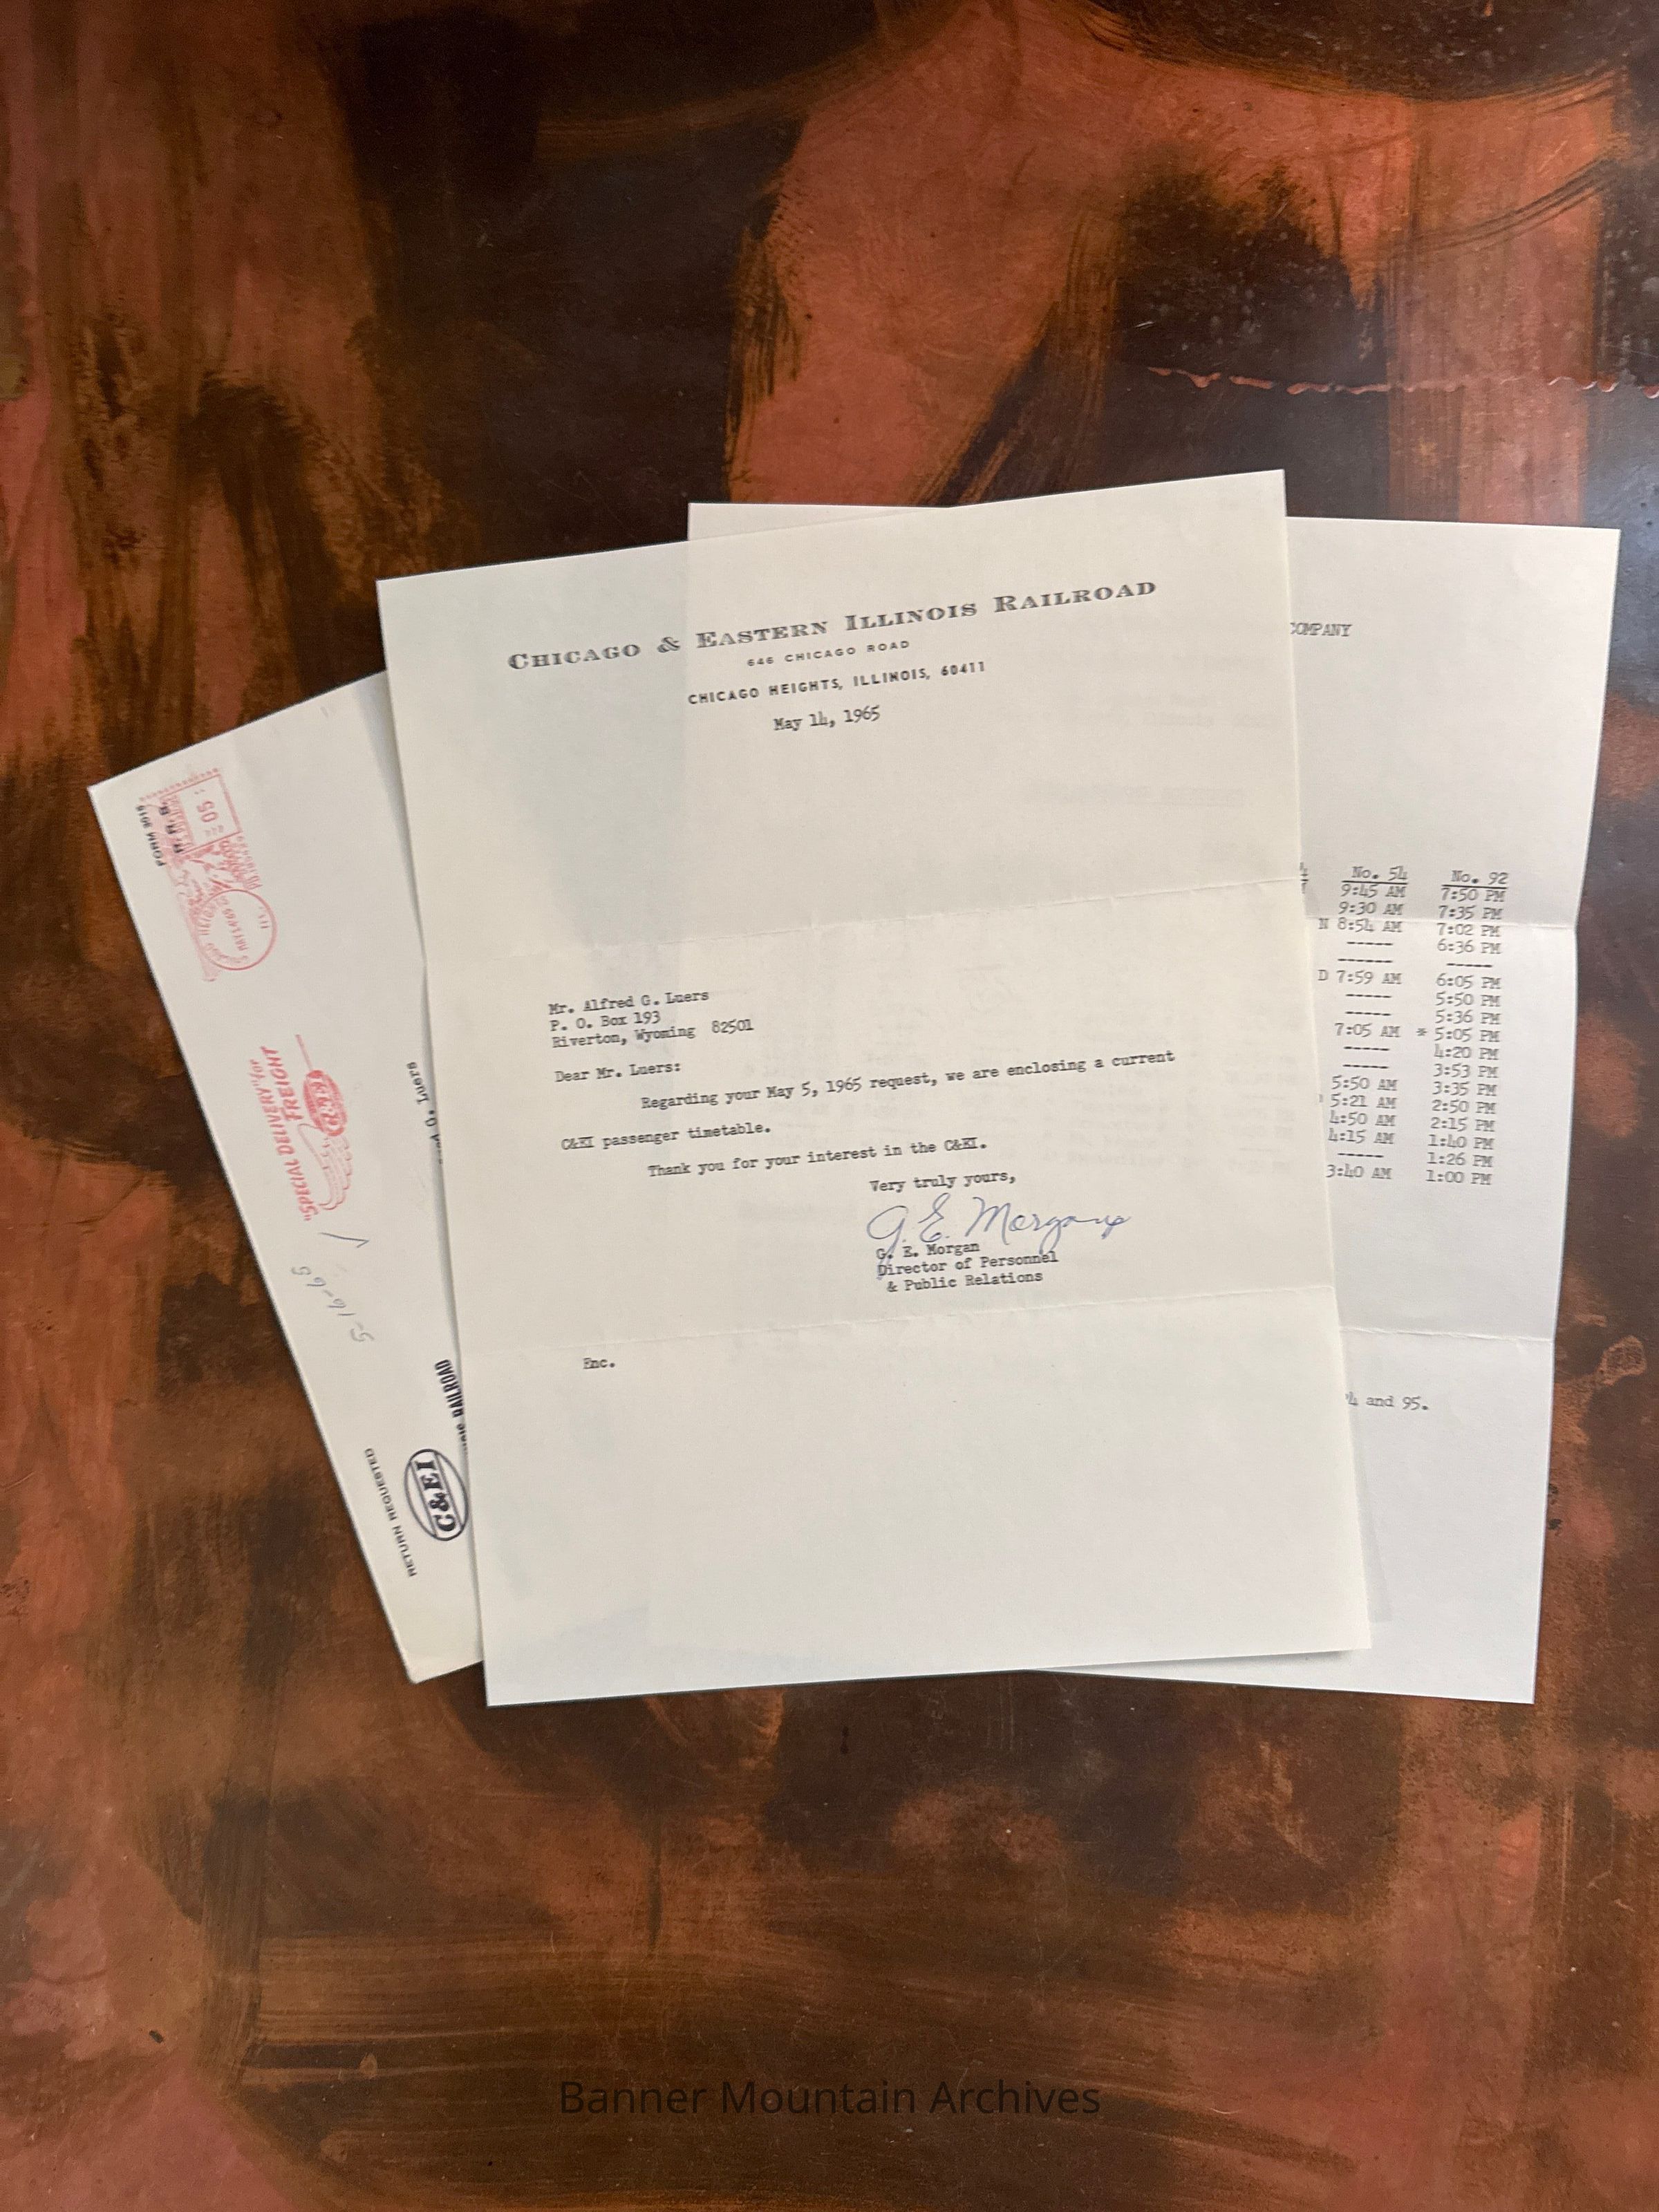 CHICAGO & EASTERN ILLINOIS RAILROAD
646 CHICAGO ROAD
CHICAGO HEIGHTS, ILLINOIS, 60411
May 14, 1965
Mr. Alfred G. Luers
P. O. Box 193
Riverton, Wyoming 82501
Dear Mr. Luers:
Regarding your May 5, 1965 request, we are enclosing a current
C&EI passenger timetable.
Thank you for your interest in the C&EI.
Very truly yours,
G. E. Morgan
G. E. Morgan
Director of Personnel
& Public Relations
Enc.
COMPANY
No. 54 No. 92
9:45 AM 7:50 PM
9:30 AM 7:35 PM
N 8:54 AM 7:02 PM
----- 6:36 PM
------ -----
D 7:59 AM 6:05 PM
----- 5:50 PM
----- 5:36 PM
7:05 AM * 5:05 PM
----- 4:20 PM
----- 3:53 PM
5:50 AM 3:35 PM
5:21 AM 2:50 PM
4:50 AM 2:15 PM
4:15 AM 1:40 PM
----- 1:26 PM
3:40 AM 1:00 PM
4 and 95.
FORM 3015
05
"SPECIAL DELIVERY" for
FREIGHT
C&EI
5-16-65
G. Luers
RETURN REQUESTED
C&EI
RAILROAD
Banner Mountain Archives